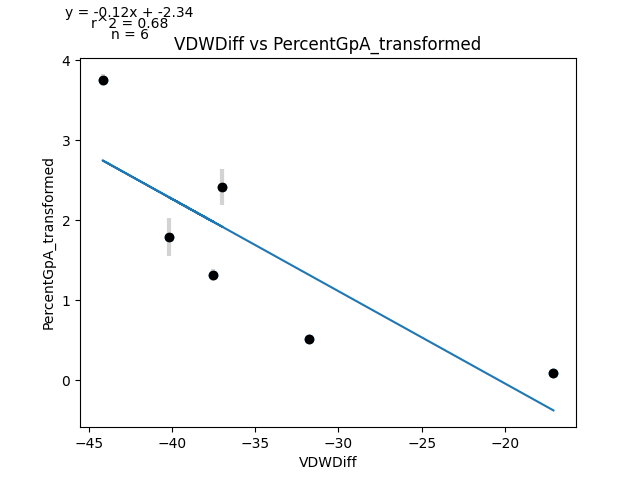 y = -0.12x + -2.34
r^2 = 0.68
n = 6
VDWDiff vs PercentGpA_transformed
4
3
2
1
0
PercentGpA_transformed
−45
−40
−35
−30
−25
−20
VDWDiff